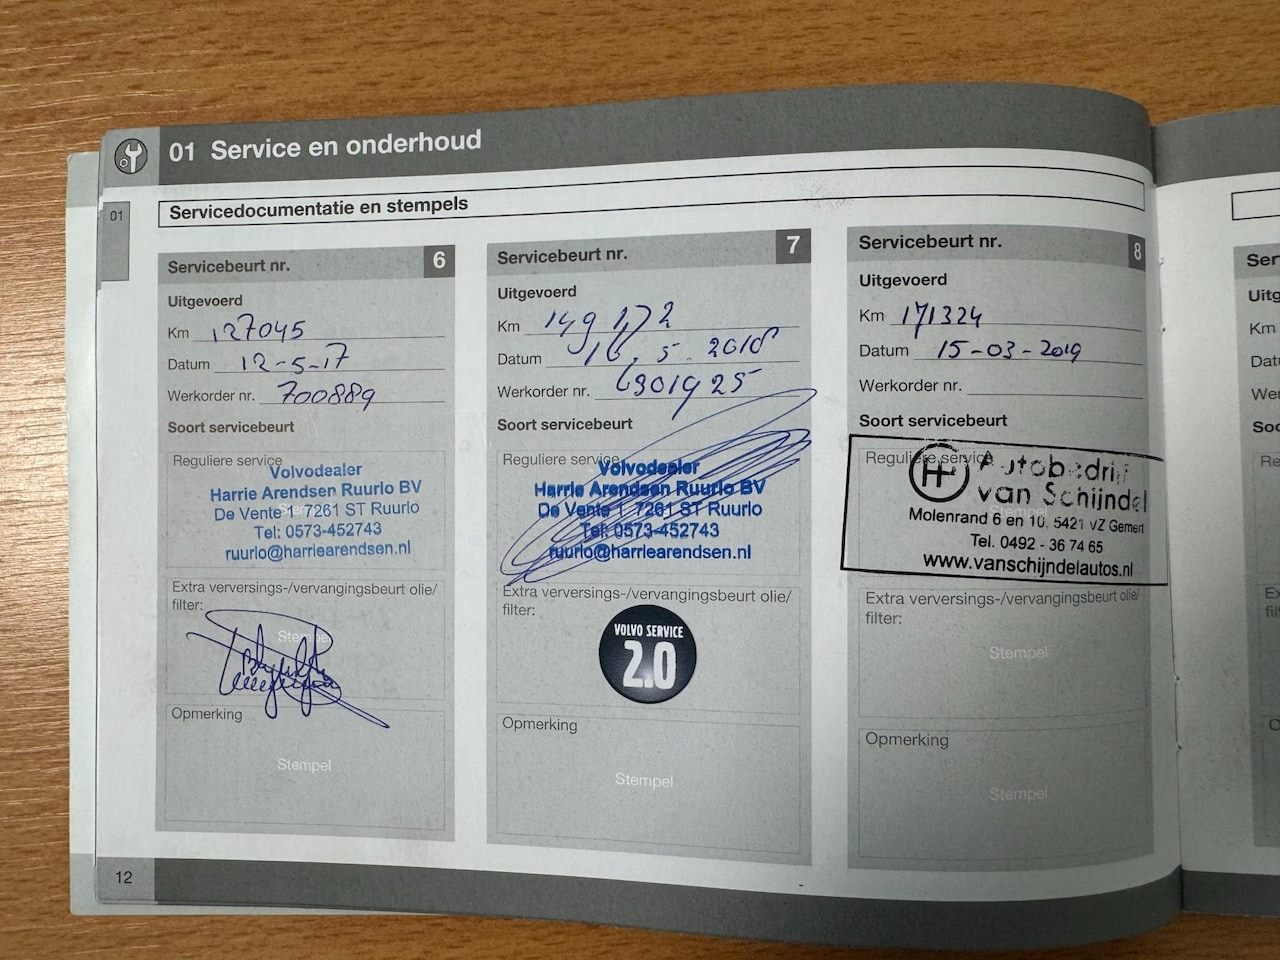 01 Service en onderhoud
01
Servicedocumentatie en stempels
Servicebeurt nr. 6
Uitgevoerd
Km 127045
Datum 12-5-17
Werkorder nr. 700889
Soort servicebeurt
Reguliere service
Volvodealer
Harrie Arendsen Ruurlo BV
De Vente 1 7261 ST Ruurlo
Tel: 0573-452743
ruurlo@harriearendsen.nl
Extra verversings-/vervangingsbeurt olie/
filter:
Stempel
Opmerking
Stempel
Servicebeurt nr. 7
Uitgevoerd
Km 149172
Datum 16.5.2018
Werkorder nr.
Soort servicebeurt
Reguliere service
Volvodealer
Harrie Arendsen Ruurlo BV
De Vente 1 7261 ST Ruurlo
Tel: 0573-452743
ruurlo@harriearendsen.nl
Extra verversings-/vervangingsbeurt olie/
filter:
VOLVO SERVICE
2.0
Opmerking
Stempel
Servicebeurt nr. 8
Uitgevoerd
Km 171324
Datum 15-03-2019
Werkorder nr.
Soort servicebeurt
Reguliere service
Autobedrijf
van Schijndel
Molenrand 6 en 10, 5421 VZ Gemert
Tel. 0492 - 36 74 65
www.vanschijndelautos.nl
Extra verversings-/vervangingsbeurt olie/
filter:
Stempel
Opmerking
Stempel
Km
12